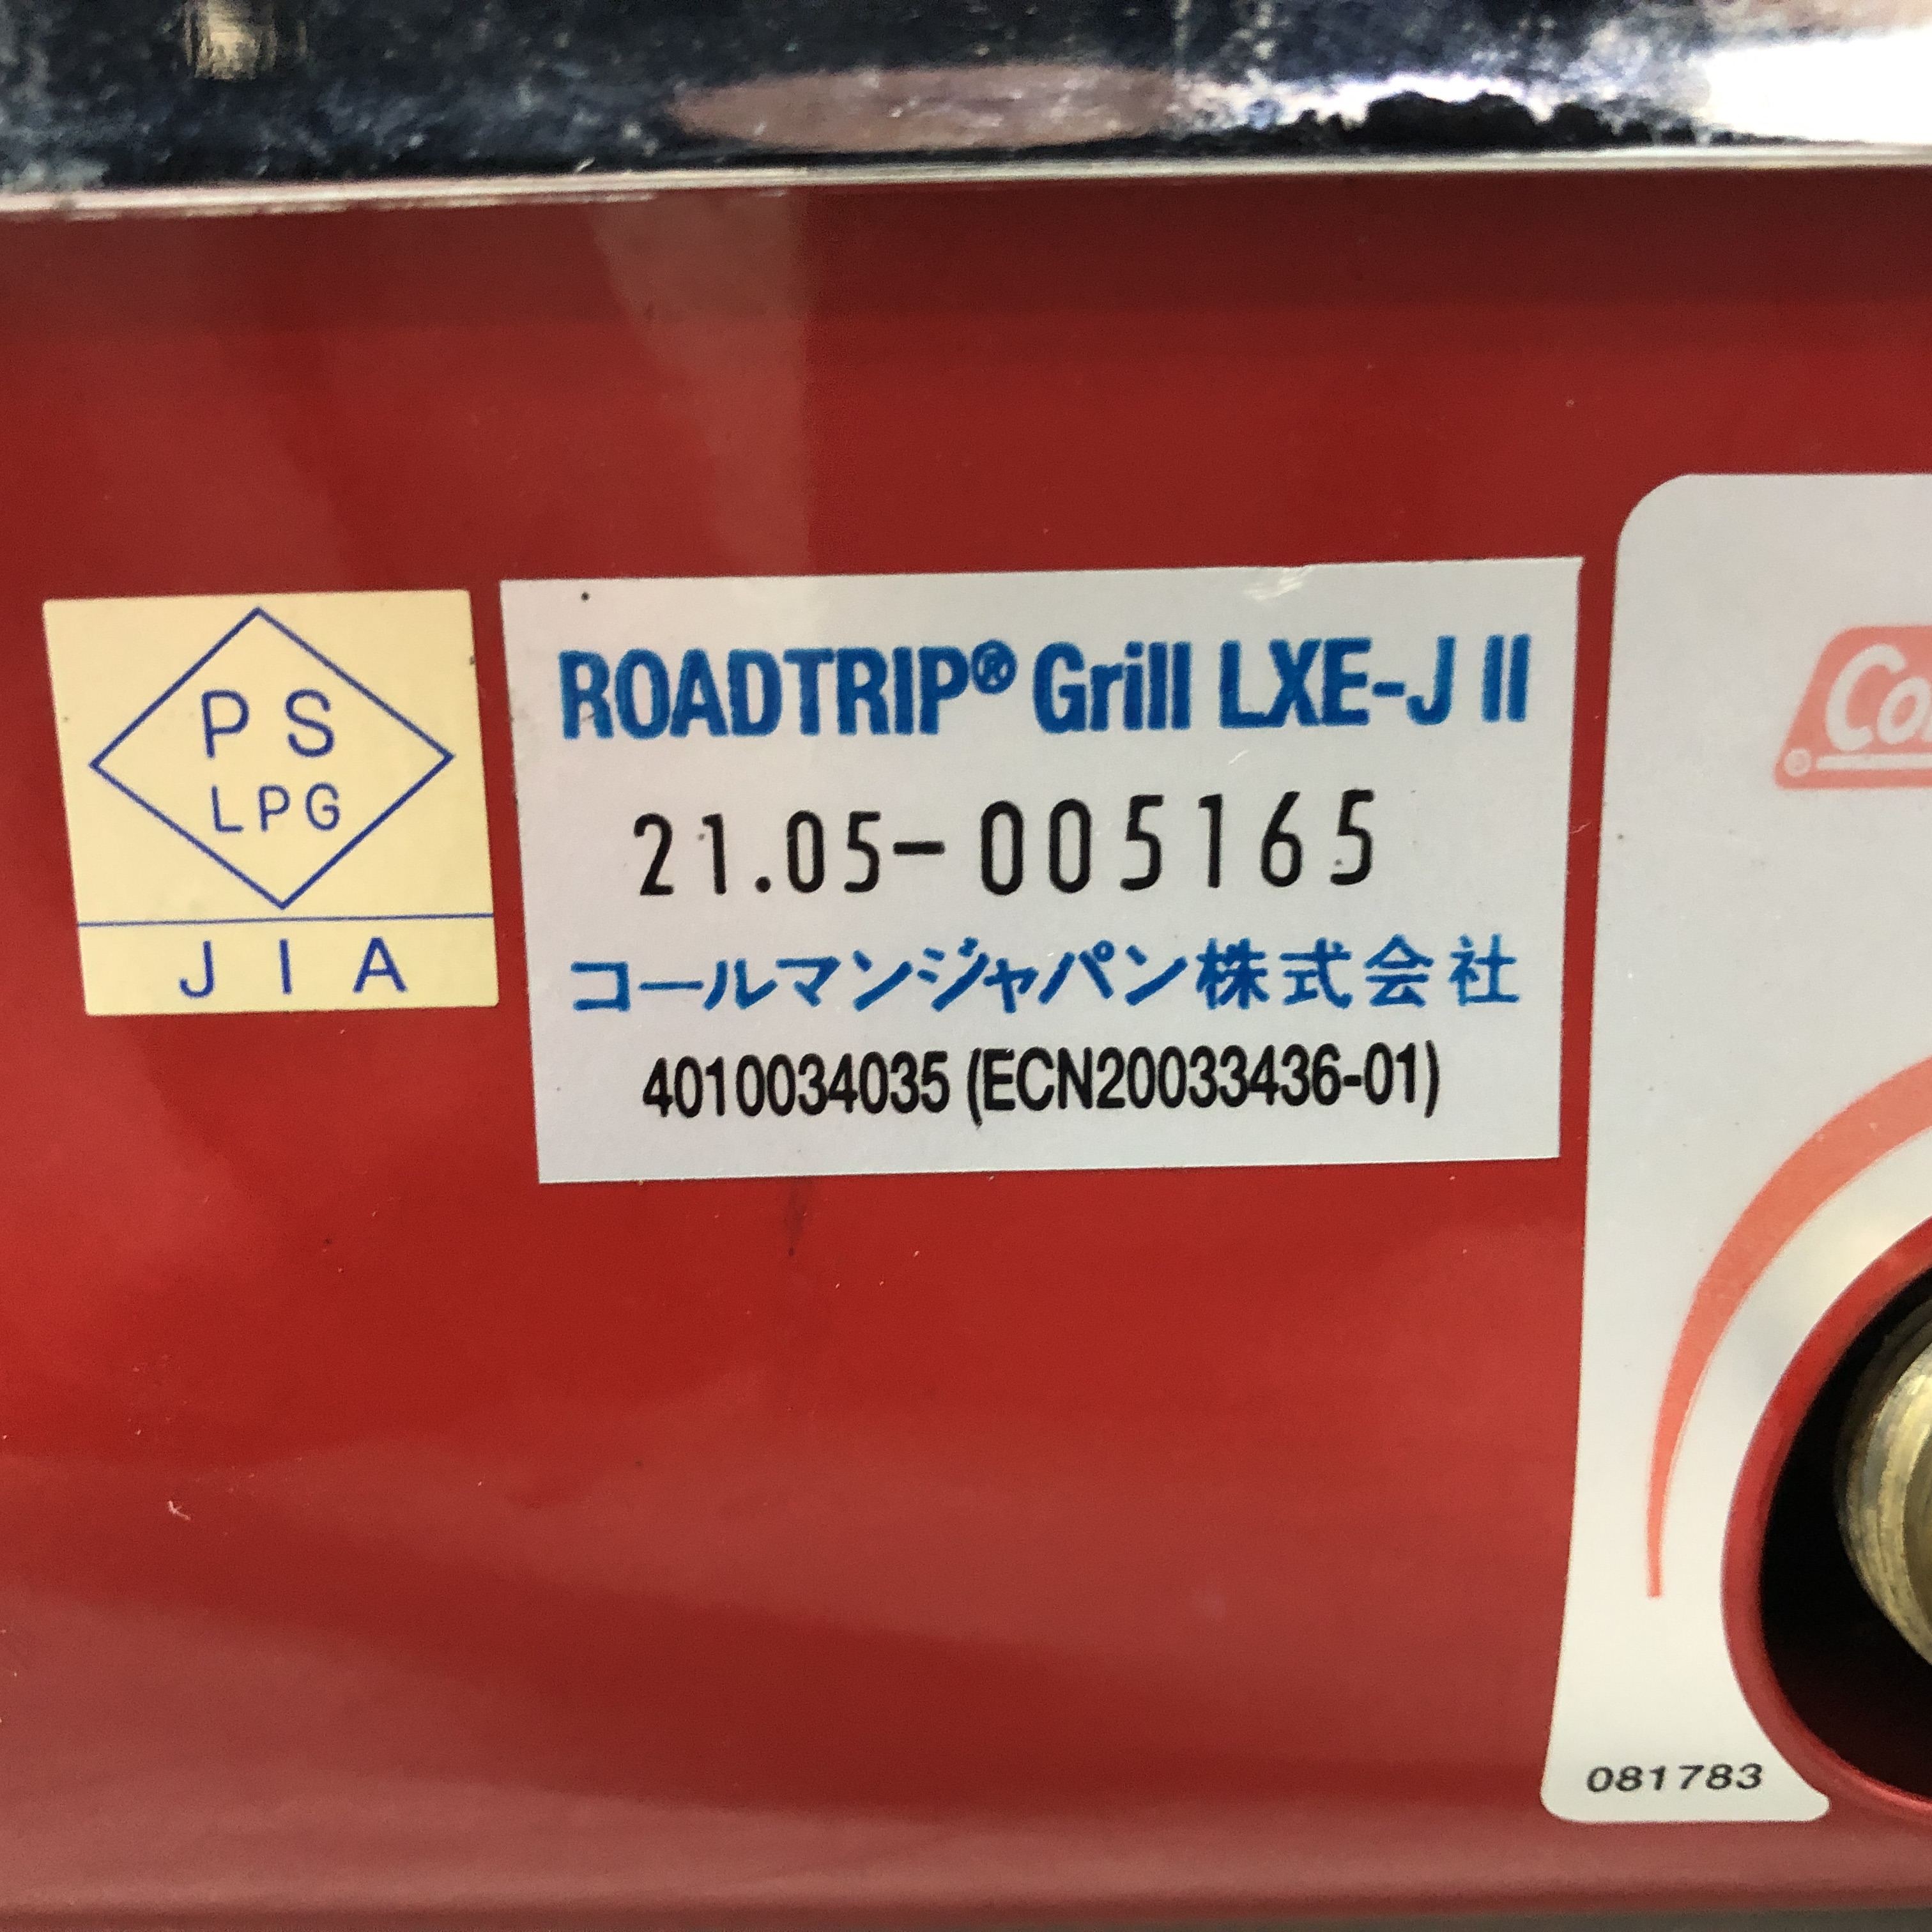 PS
LPG
JIA
ROADTRIP® Grill LXE-J II
21.05-005165
コールマンジャパン株式会社
4010034035 (ECN20033436-01)
081783